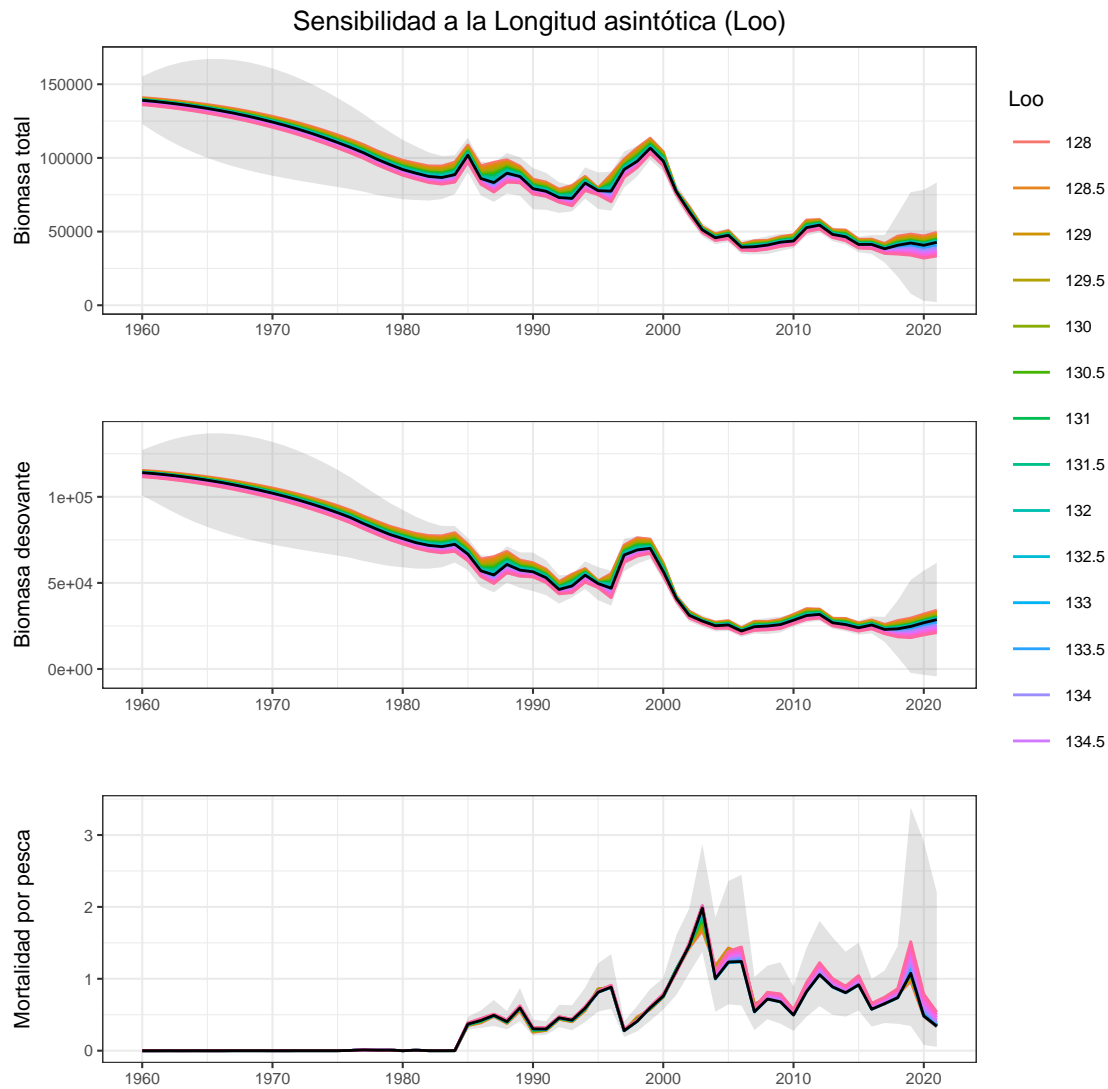 Sensibilidad a la Longitud asintótica (Loo)
Biomasa total
150000
100000
50000
0
1960 1970 1980 1990 2000 2010 2020
Biomasa desovante
1e+05
5e+04
0e+00
1960 1970 1980 1990 2000 2010 2020
Mortalidad por pesca
3
2
1
0
1960 1970 1980 1990 2000 2010 2020
Loo
128
128.5
129
129.5
130
130.5
131
131.5
132
132.5
133
133.5
134
134.5